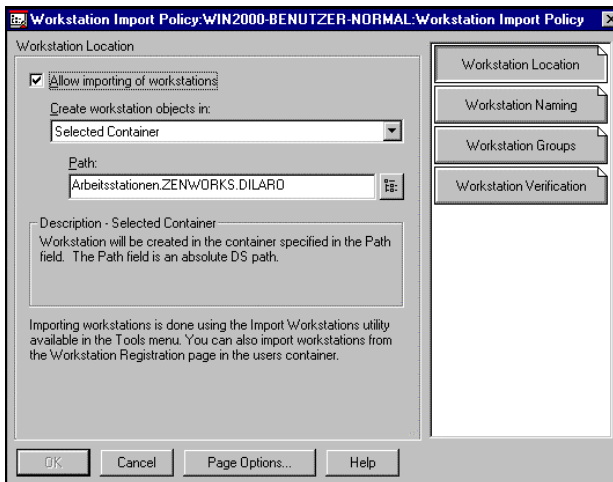 Workstation Import Policy:WIN2000-BENUTZER-NORMAL:Workstation Import Policy
Workstation Location
Allow importing of workstations
Create workstation objects in:
Selected Container
Path:
Arbeitsstationen.ZENWORKS.DILARO
Description - Selected Container
Workstation will be created in the container specified in the Path
field.  The Path field is an absolute DS path.
Importing workstations is done using the Import Workstations utility
available in the Tools menu. You can also import workstations from
the Workstation Registration page in the users container.
Workstation Location
Workstation Naming
Workstation Groups
Workstation Verification
OK
Cancel
Page Options...
Help